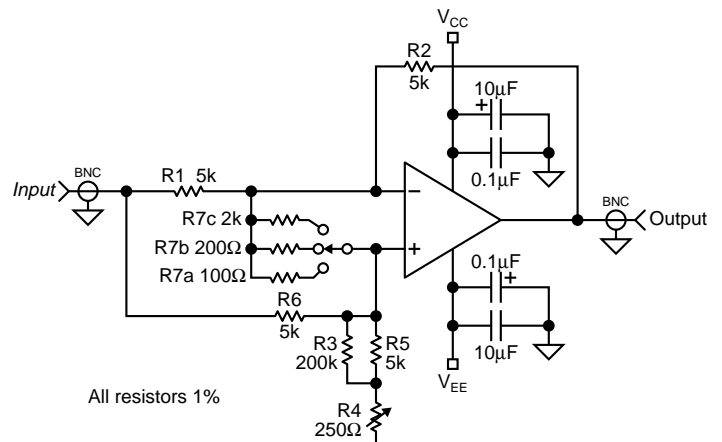 VCC
R2
5k
10µF
+
0.1µF
BNC
Input
R1 5k
−
BNC
Output
R7c 2k
R7b 200Ω
+
R7a 100Ω
0.1µF
+
R6
5k
R3
200k
R5
5k
10µF
All resistors 1%
VEE
R4
250Ω